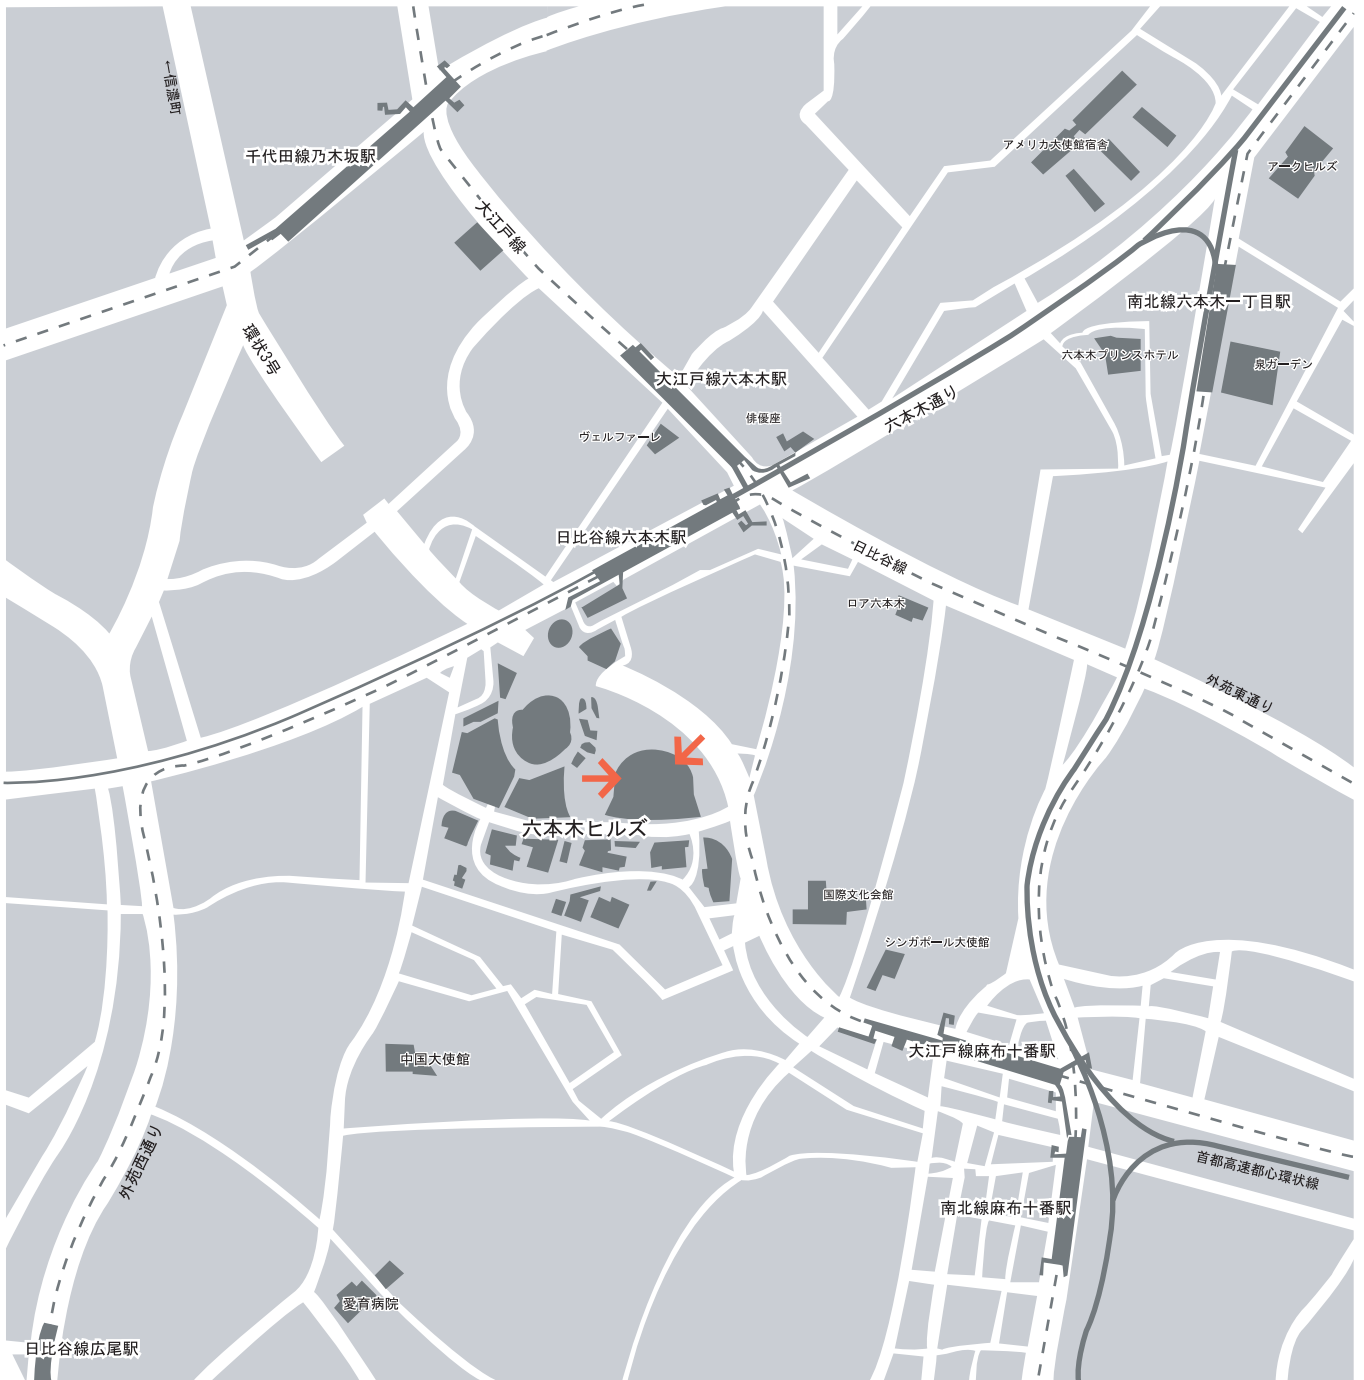 ←信濃町
千代田線乃木坂駅
アメリカ大使館宿舎
アークヒルズ
大江戸線
南北線六本木一丁目駅
環状3号
六本木プリンスホテル
泉ガーデン
大江戸線六本木駅
六本木通り
俳優座
ヴェルファーレ
日比谷線六本木駅
日比谷線
ロア六本木
外苑東通り
六本木ヒルズ
国際文化会館
シンガポール大使館
中国大使館
大江戸線麻布十番駅
外苑西通り
首都高速都心環状線
南北線麻布十番駅
愛育病院
日比谷線広尾駅